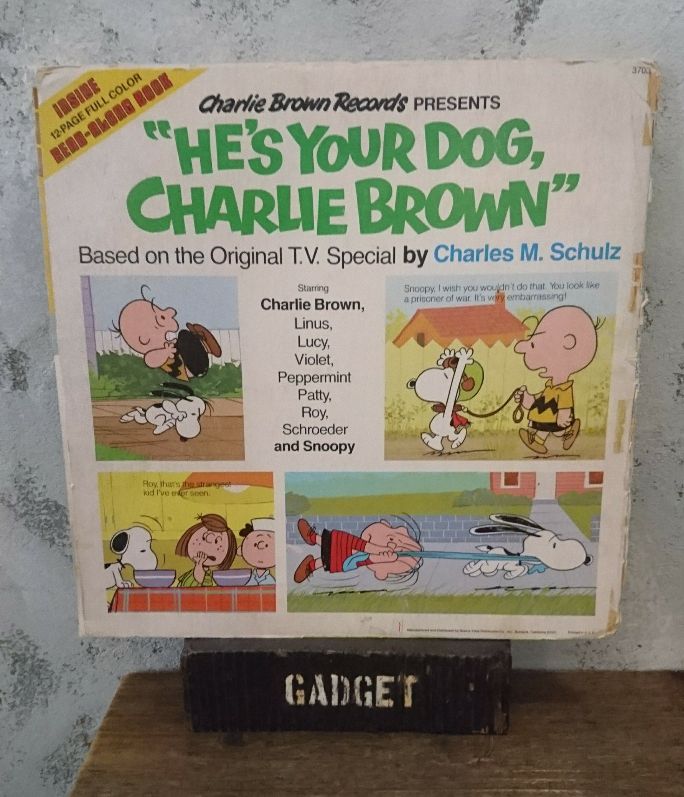 INSIDE
12-PAGE FULL COLOR
READ-ALONG BOOK
3702
Charlie Brown Records PRESENTS
"HE'S YOUR DOG,
CHARLIE BROWN"
Based on the Original T.V. Special by Charles M. Schulz
Starring
Charlie Brown,
Linus,
Lucy,
Violet,
Peppermint
Patty,
Roy,
Schroeder
and Snoopy
Snoopy, I wish you wouldn't do that. You look like
a prisoner of war. It's very embarrassing!
Roy, that's the strangest
kid I've ever seen.
GADGET